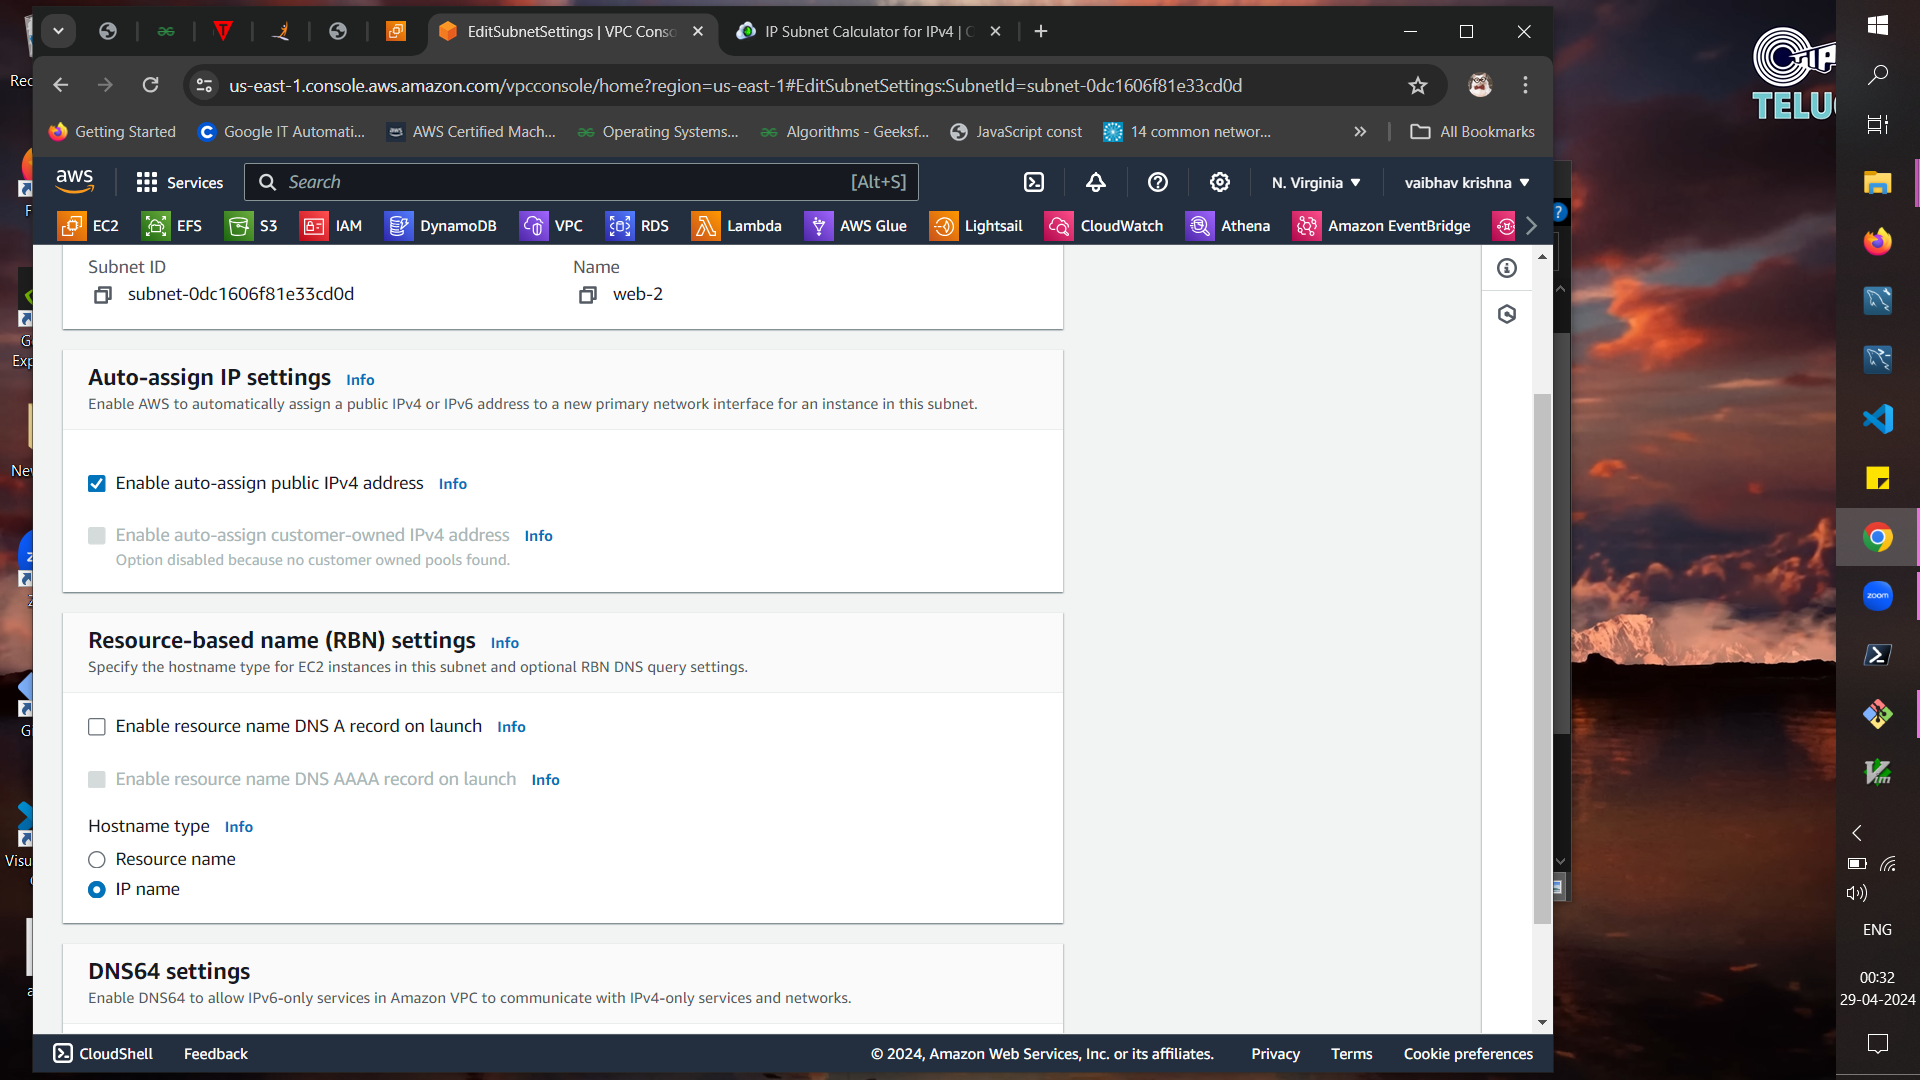 EditSubnetSettings | VPC Conso
IP Subnet Calculator for IPv4 | C
us-east-1.console.aws.amazon.com/vpcconsole/home?region=us-east-1#EditSubnetSettings:SubnetId=subnet-0dc1606f81e33cd0d
Getting Started
Google IT Automati...
AWS Certified Mach...
Operating Systems...
Algorithms - Geeksf...
JavaScript const
14 common networ...
All Bookmarks
aws
Services
Search
[Alt+S]
N. Virginia
vaibhav krishna
EC2
EFS
S3
IAM
DynamoDB
VPC
RDS
Lambda
AWS Glue
Lightsail
CloudWatch
Athena
Amazon EventBridge
Subnet ID
subnet-0dc1606f81e33cd0d
Name
web-2
Auto-assign IP settings Info
Enable AWS to automatically assign a public IPv4 or IPv6 address to a new primary network interface for an instance in this subnet.
Enable auto-assign public IPv4 address Info
Enable auto-assign customer-owned IPv4 address Info
Option disabled because no customer owned pools found.
Resource-based name (RBN) settings Info
Specify the hostname type for EC2 instances in this subnet and optional RBN DNS query settings.
Enable resource name DNS A record on launch Info
Enable resource name DNS AAAA record on launch Info
Hostname type Info
Resource name
IP name
DNS64 settings
Enable DNS64 to allow IPv6-only services in Amazon VPC to communicate with IPv4-only services and networks.
CloudShell
Feedback
© 2024, Amazon Web Services, Inc. or its affiliates.
Privacy
Terms
Cookie preferences
Rec
Exp
New
Visu
TELU
zoom
ENG
00:32
29-04-2024